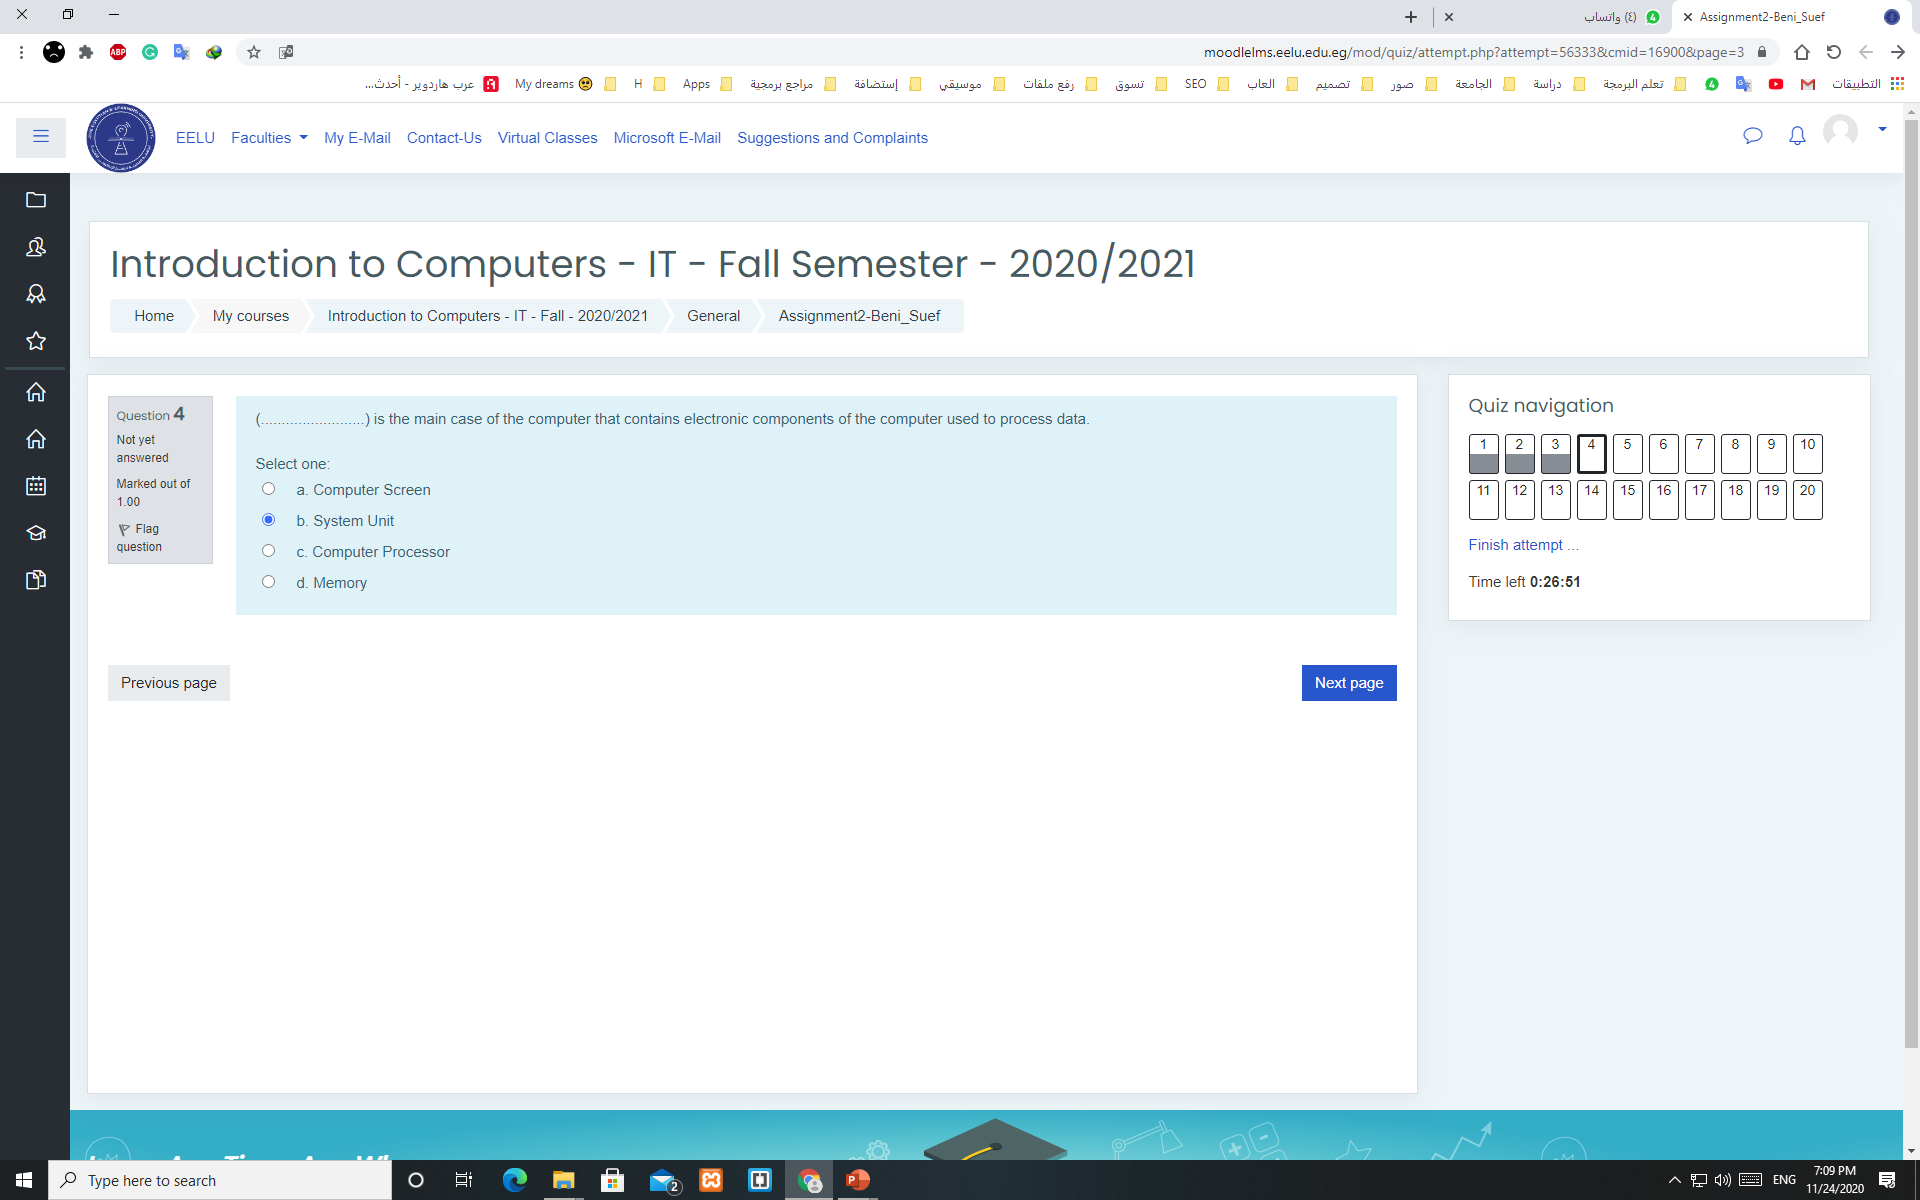 (٤) واتساب
Assignment2-Beni_Suef
moodlelms.eelu.edu.eg/mod/quiz/attempt.php?attempt=56333&cmid=16900&page=3
ABP
التطبيقات
تعلم البرمجة
دراسة
الجامعة
صور
تصميم
العاب
SEO
تسوق
رفع ملفات
موسيقي
إستضافة
مراجع برمجية
Apps
H
My dreams
عرب هاردوير - أحدث...
EELU Faculties My E-Mail Contact-Us Virtual Classes Microsoft E-Mail Suggestions and Complaints
Introduction to Computers - IT - Fall Semester - 2020/2021
Home My courses Introduction to Computers - IT - Fall - 2020/2021 General Assignment2-Beni_Suef
Question 4
Not yet
answered
Marked out of
1.00
Flag
question
(.........................) is the main case of the computer that contains electronic components of the computer used to process data.
Select one:
a. Computer Screen
b. System Unit
c. Computer Processor
d. Memory
Previous page
Next page
Quiz navigation
1 2 3 4 5 6 7 8 9 10
11 12 13 14 15 16 17 18 19 20
Finish attempt ...
Time left 0:26:51
Type here to search
2
ENG
7:09 PM
11/24/2020